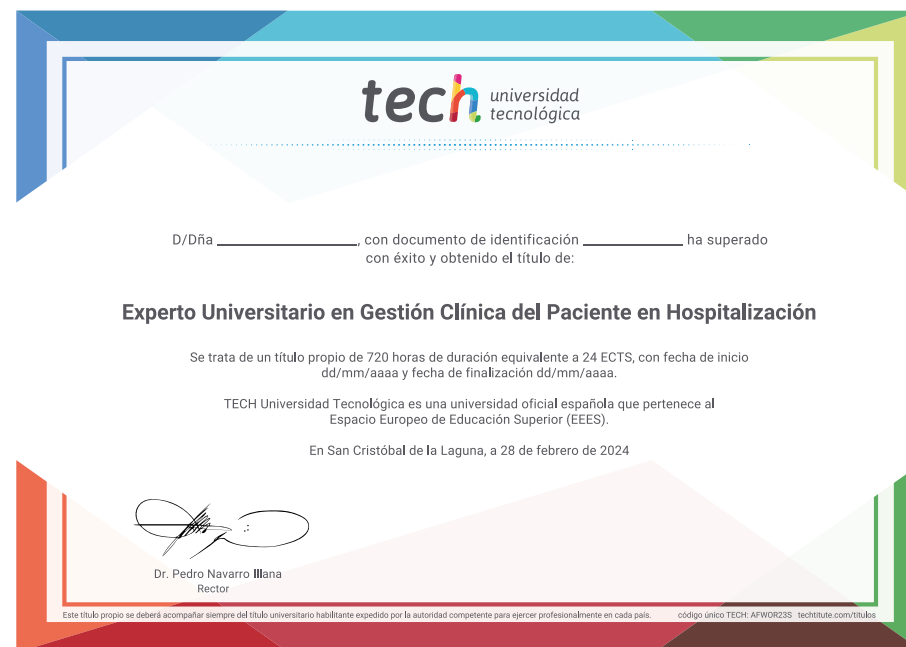 tech universidad
tecnológica
D/Dña ____________, con documento de identificación ____________ ha superado
con éxito y obtenido el título de:
Experto Universitario en Gestión Clínica del Paciente en Hospitalización
Se trata de un título propio de 720 horas de duración equivalente a 24 ECTS, con fecha de inicio
dd/mm/aaaa y fecha de finalización dd/mm/aaaa.
TECH Universidad Tecnológica es una universidad oficial española que pertenece al
Espacio Europeo de Educación Superior (EEES).
En San Cristóbal de la Laguna, a 28 de febrero de 2024
Dr. Pedro Navarro Illana
Rector
Este título propio se deberá acompañar siempre del título universitario habilitante expedido por la autoridad competente para ejercer profesionalmente en cada país. código único TECH: AFWOR23S techtitute.com/titulos